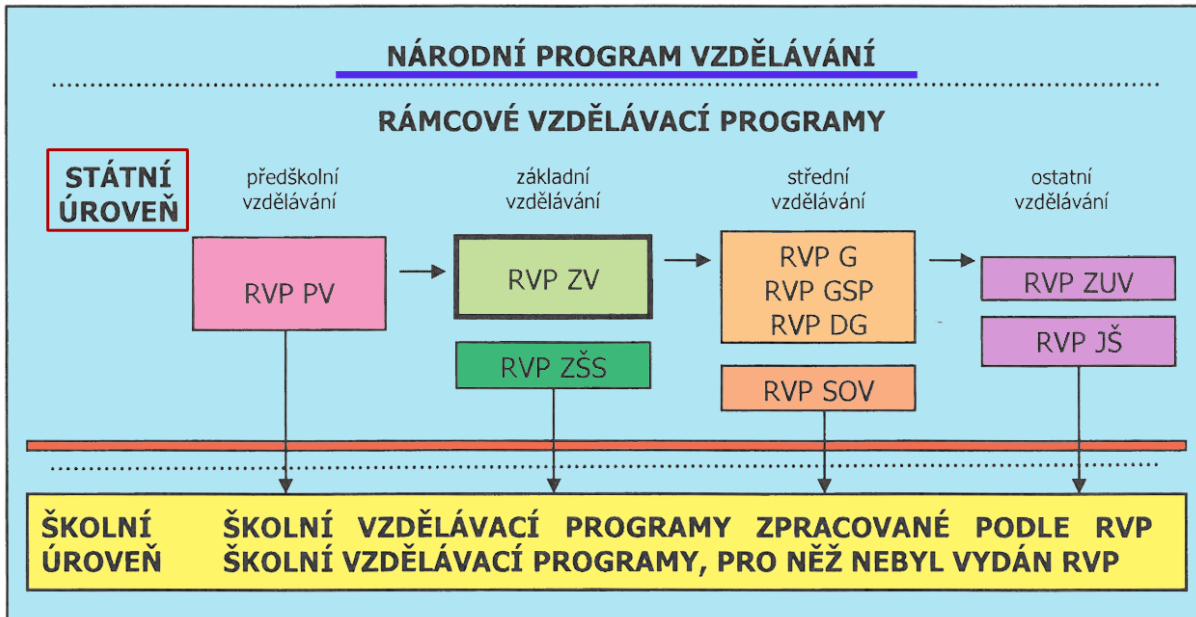 NÁRODNÍ PROGRAM VZDĚLÁVÁNÍ
RÁMCOVÉ VZDĚLÁVACÍ PROGRAMY
STÁTNÍ
ÚROVEŇ
předškolní
vzdělávání
základní
vzdělávání
střední
vzdělávání
ostatní
vzdělávání
RVP PV
RVP ZV
RVP ZŠS
RVP G
RVP GSP
RVP DG
RVP SOV
RVP ZUV
RVP JŠ
ŠKOLNÍ ŠKOLNÍ VZDĚLÁVACÍ PROGRAMY ZPRACOVANÉ PODLE RVP
ÚROVEŇ ŠKOLNÍ VZDĚLÁVACÍ PROGRAMY, PRO NĚŽ NEBYL VYDÁN RVP